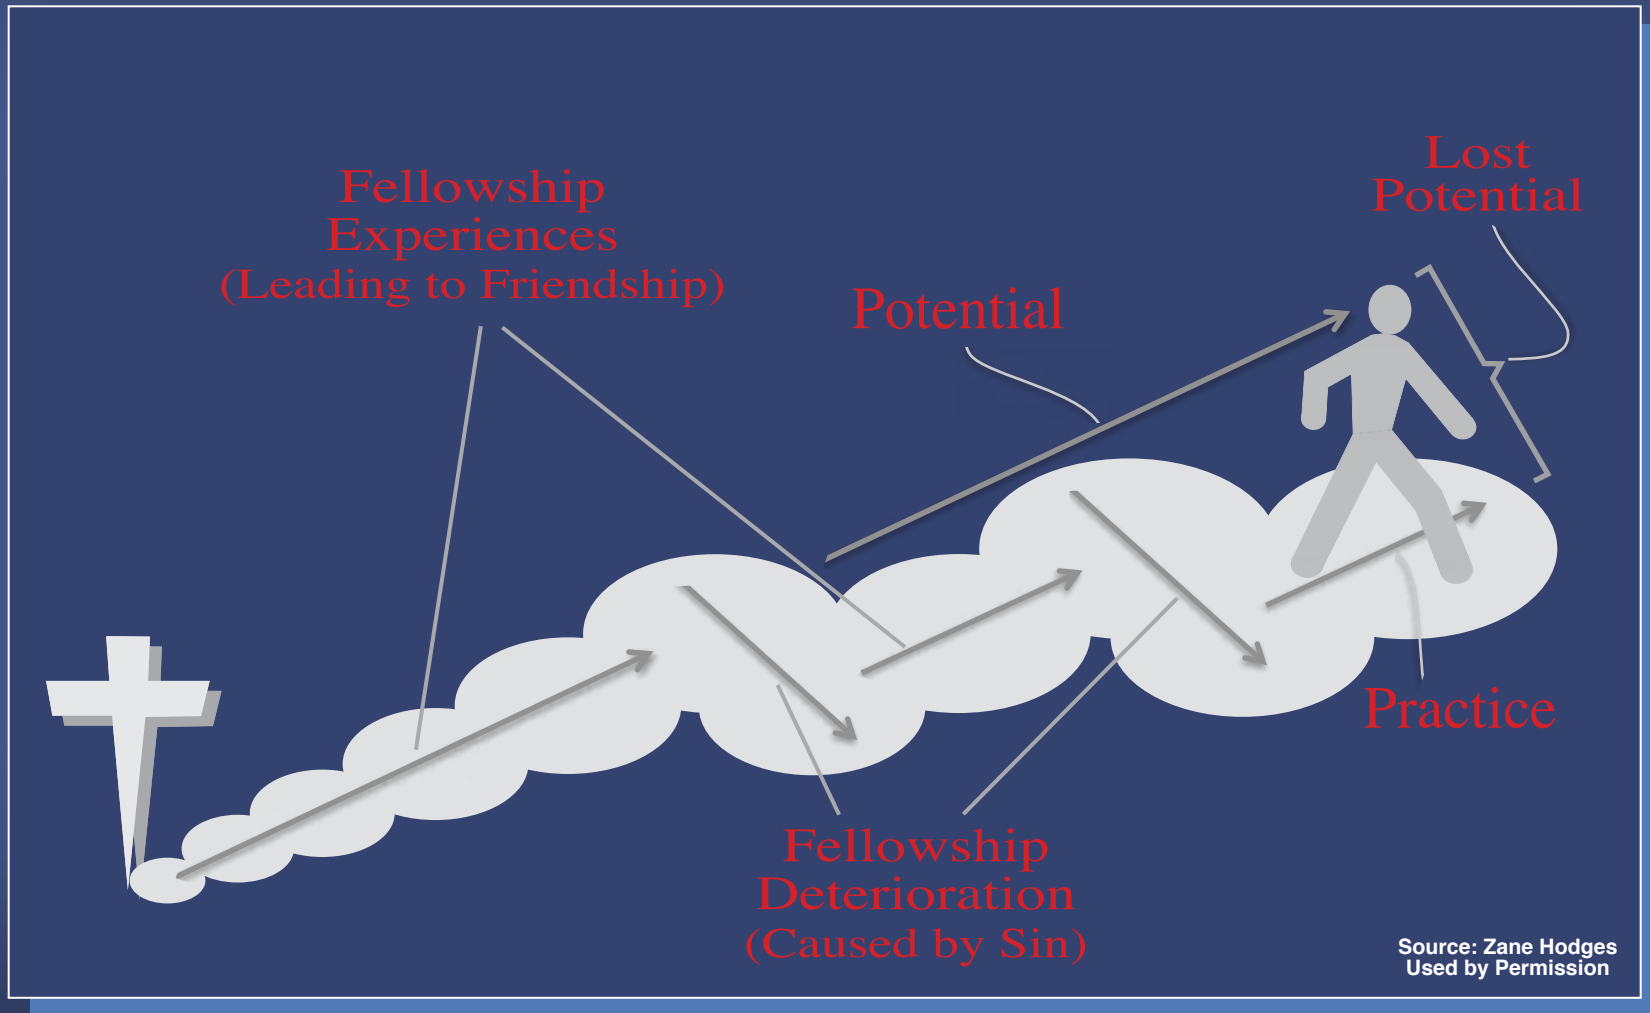 Lost
Potential
Fellowship
Experiences
(Leading to Friendship)
Potential
Practice
Fellowship
Deterioration
(Caused by Sin)
Source: Zane Hodges
Used by Permission